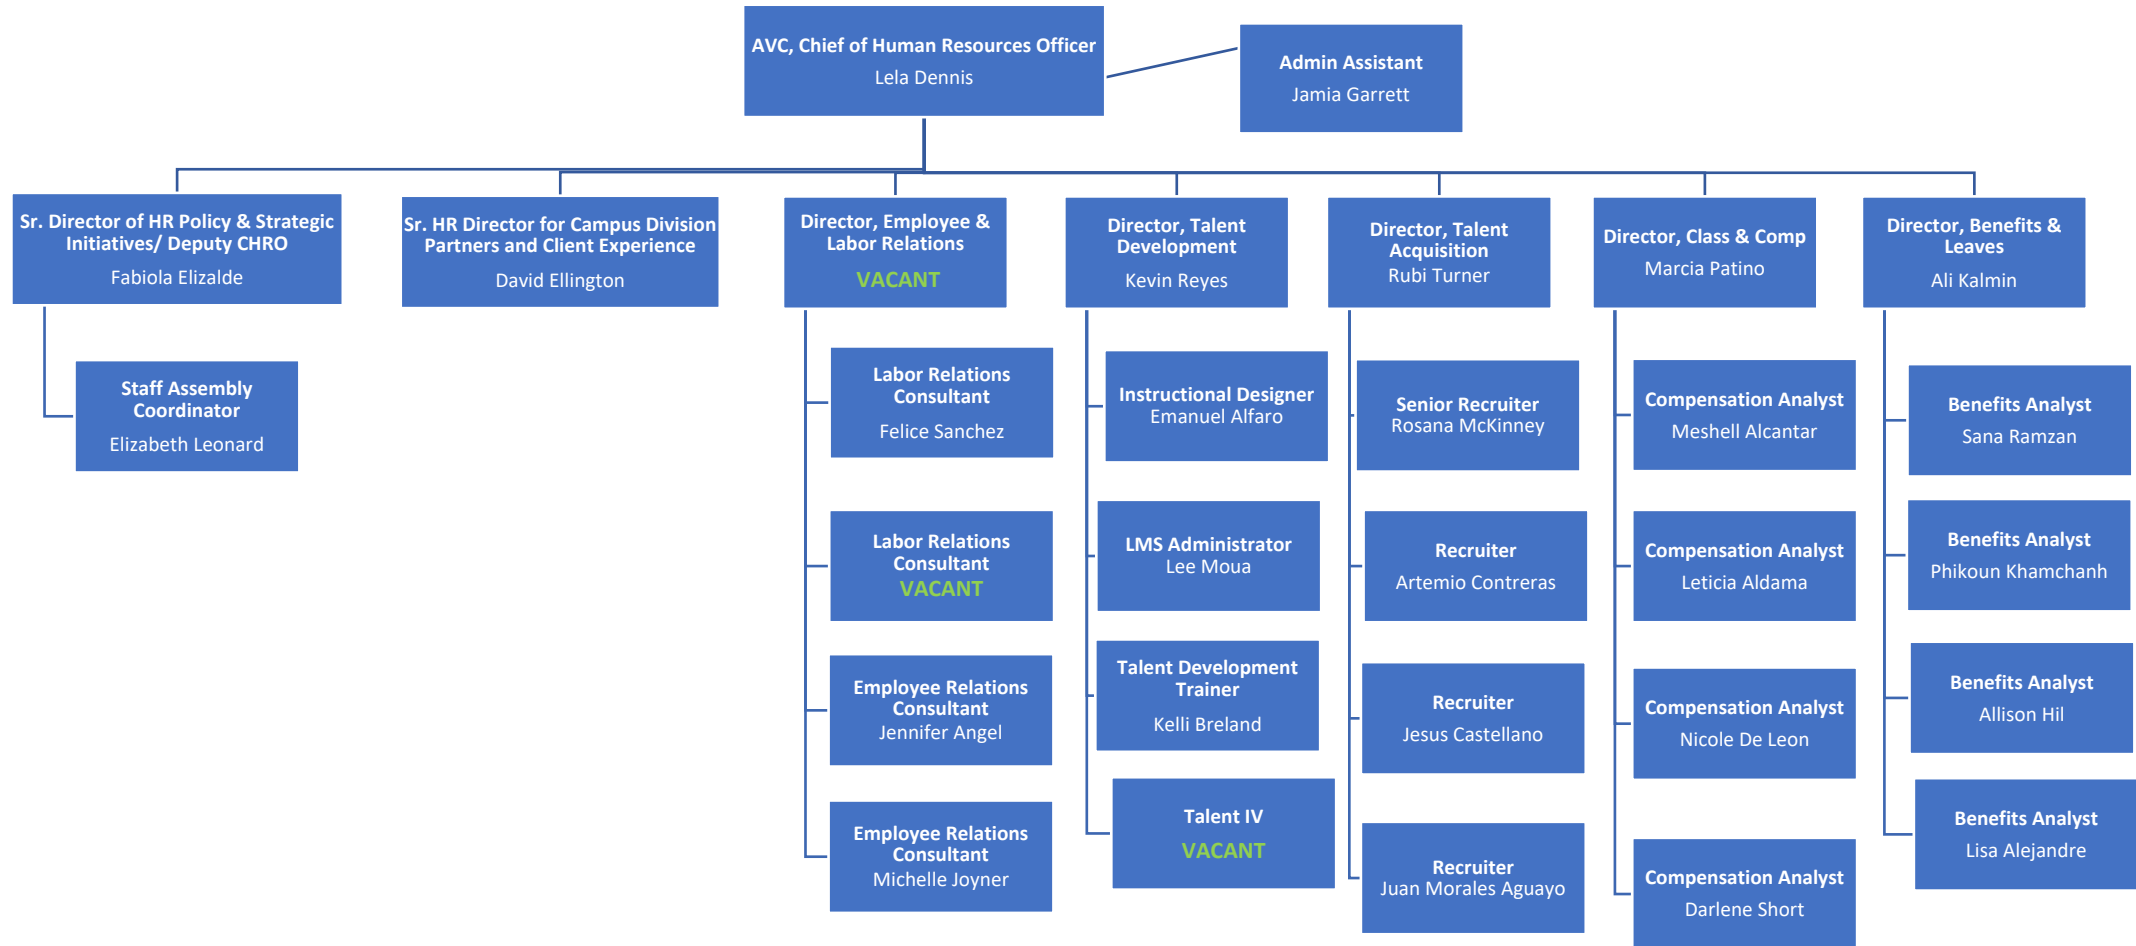 AVC, Chief of Human Resources Officer
Lela Dennis
Admin Assistant
Jamia Garrett
Sr. Director of HR Policy & Strategic
Initiatives/ Deputy CHRO
Fabiola Elizalde
Sr. HR Director for Campus Division
Partners and Client Experience
David Ellington
Director, Employee &
Labor Relations
VACANT
Director, Talent
Development
Kevin Reyes
Director, Talent
Acquisition
Rubi Turner
Director, Class & Comp
Marcia Patino
Director, Benefits &
Leaves
Ali Kalmin
Staff Assembly
Coordinator
Elizabeth Leonard
Labor Relations
Consultant
Felice Sanchez
Labor Relations
Consultant
VACANT
Employee Relations
Consultant
Jennifer Angel
Employee Relations
Consultant
Michelle Joyner
Instructional Designer
Emanuel Alfaro
LMS Administrator
Lee Moua
Talent Development
Trainer
Kelli Breland
Talent IV
VACANT
Senior Recruiter
Rosana McKinney
Recruiter
Artemio Contreras
Recruiter
Jesus Castellano
Recruiter
Juan Morales Aguayo
Compensation Analyst
Meshell Alcantar
Compensation Analyst
Leticia Aldama
Compensation Analyst
Nicole De Leon
Compensation Analyst
Darlene Short
Benefits Analyst
Sana Ramzan
Benefits Analyst
Phikoun Khamchanh
Benefits Analyst
Allison Hil
Benefits Analyst
Lisa Alejandre